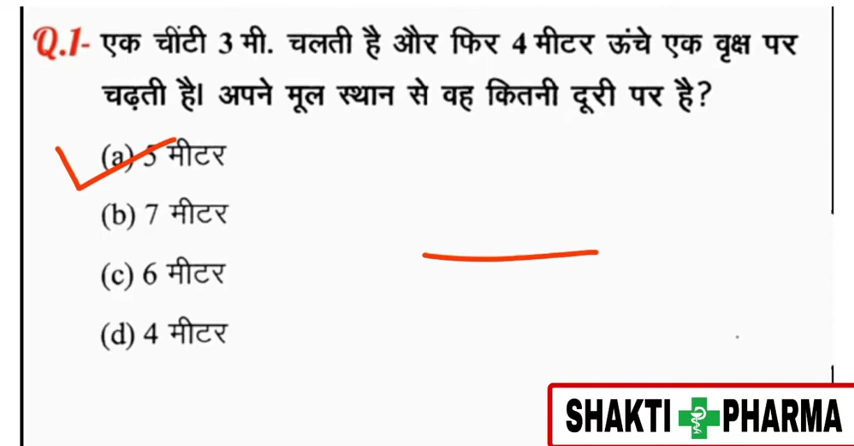 Q.1- एक चींटी 3 मी. चलती है और फिर 4 मीटर ऊंचे एक वृक्ष पर
चढ़ती है। अपने मूल स्थान से वह कितनी दूरी पर है?
(a) 5 मीटर
(b) 7 मीटर
(c) 6 मीटर
(d) 4 मीटर
SHAKTI PHARMA